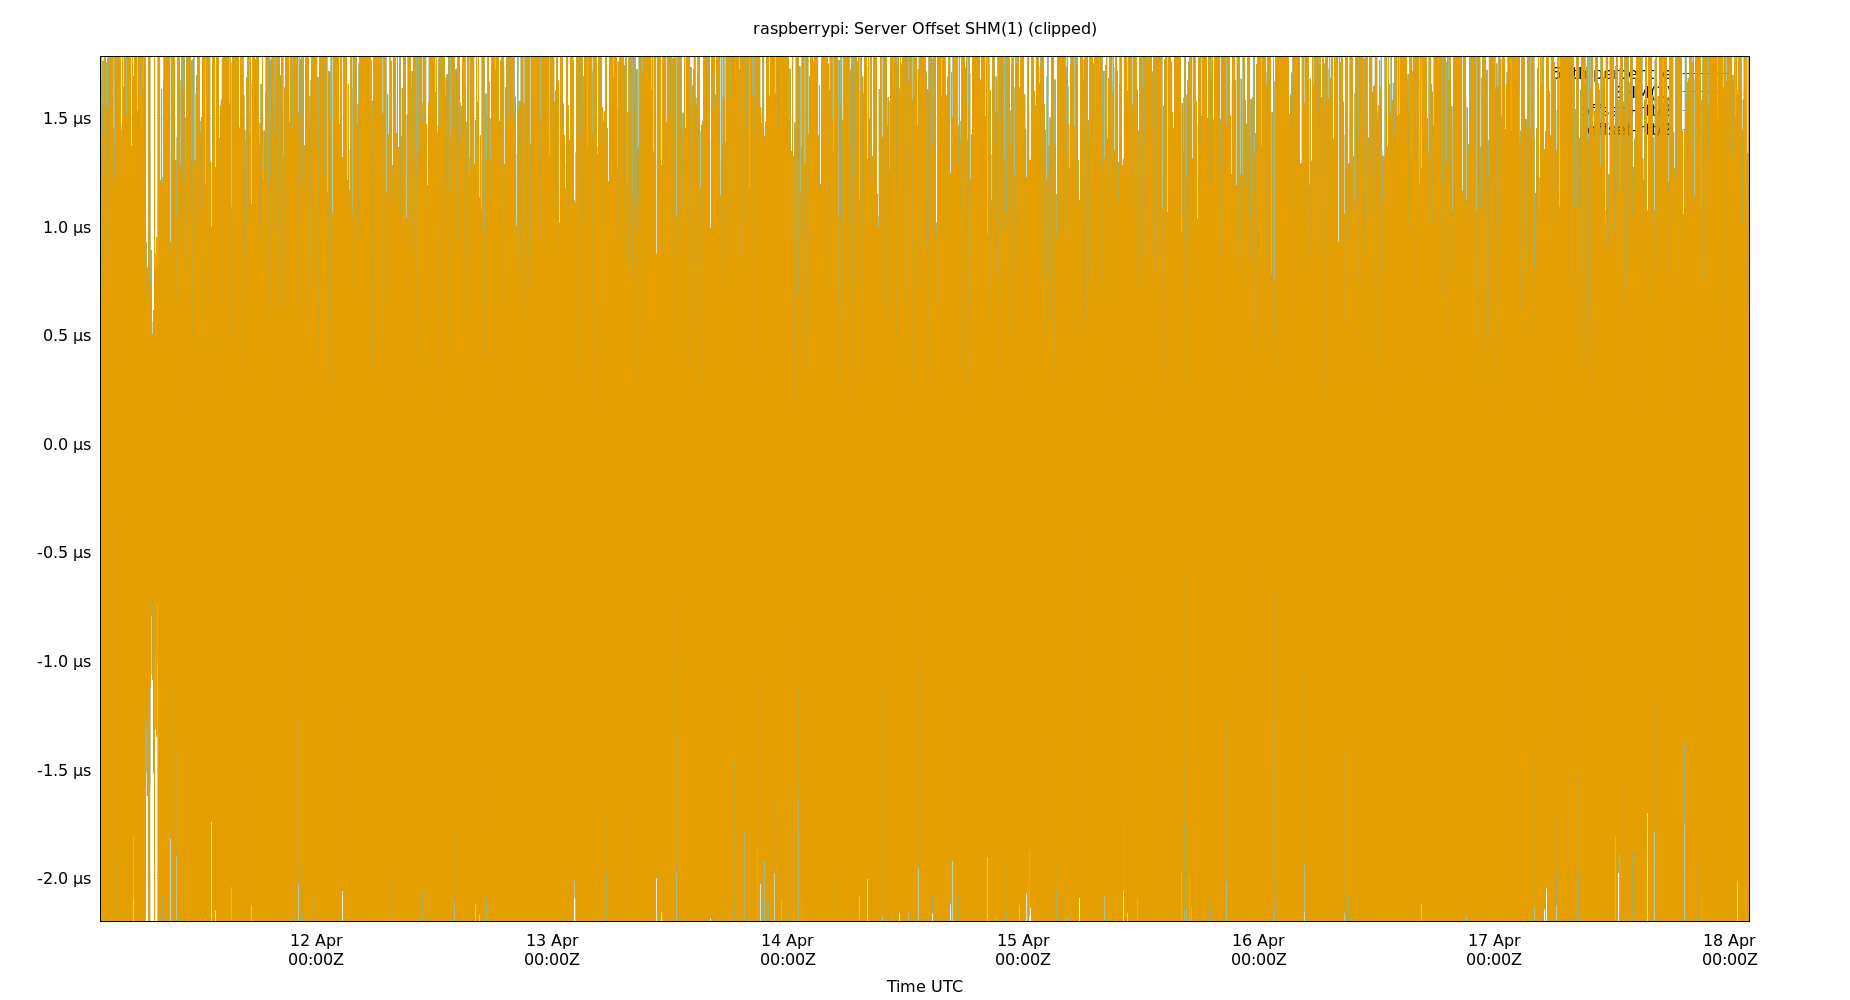 raspberrypi: Server Offset SHM(1) (clipped)
1.5 µs
1.0 µs
0.5 µs
0.0 µs
-0.5 µs
-1.0 µs
-1.5 µs
-2.0 µs
12 Apr 13 Apr 14 Apr 15 Apr 16 Apr 17 Apr 18 Apr
00:00Z 00:00Z 00:00Z 00:00Z 00:00Z 00:00Z 00:00Z
Time UTC